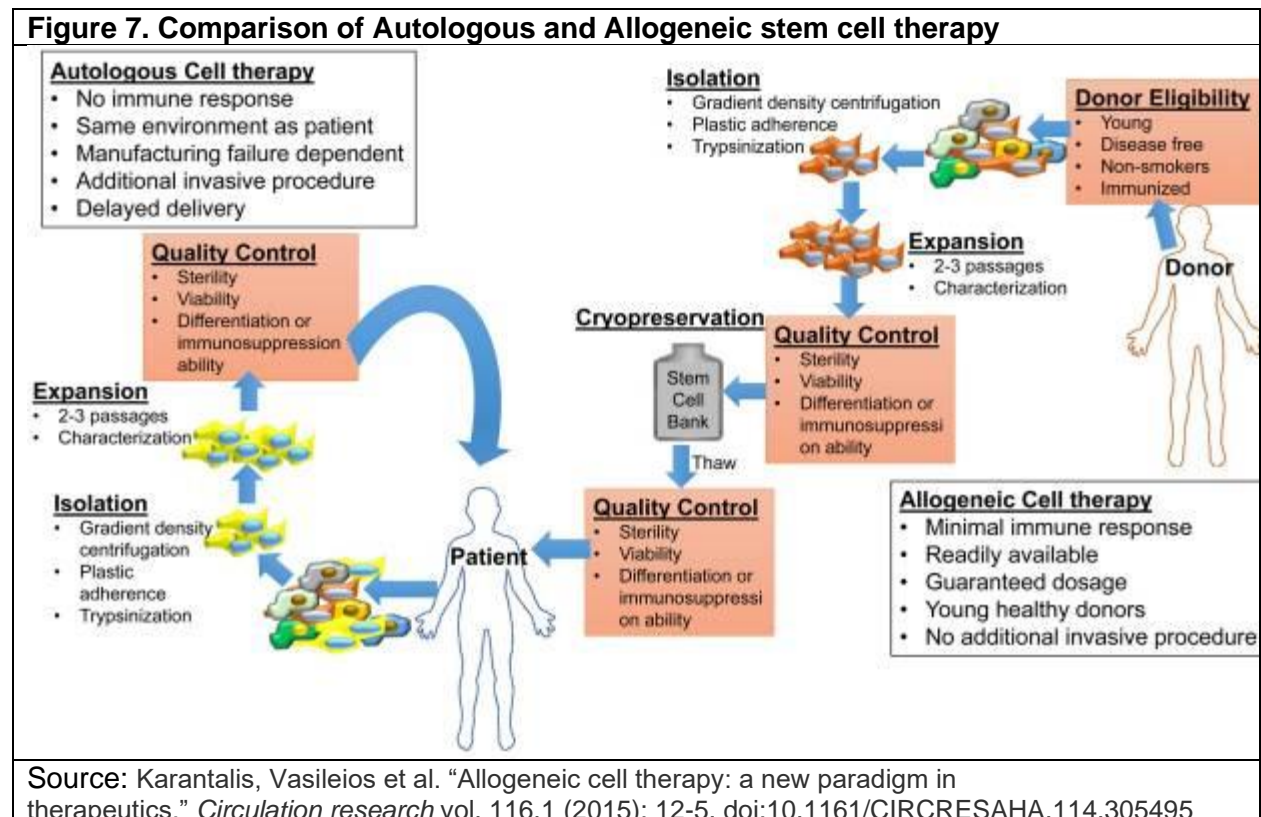 Figure 7. Comparison of Autologous and Allogeneic stem cell therapy
Autologous Cell therapy
• No immune response
• Same environment as patient
• Manufacturing failure dependent
• Additional invasive procedure
• Delayed delivery
Quality Control
• Sterility
• Viability
• Differentiation or
immunosuppression
ability
Expansion
• 2-3 passages
• Characterization
Isolation
• Gradient density
centrifugation
• Plastic
adherence
• Trypsinization
Patient
Isolation
• Gradient density centrifugation
• Plastic adherence
• Trypsinization
Donor Eligibility
• Young
• Disease free
• Non-smokers
• Immunized
Donor
Expansion
• 2-3 passages
• Characterization
Cryopreservation
Stem
Cell
Bank
Thaw
Quality Control
• Sterility
• Viability
• Differentiation or
immunosuppressi
on ability
Quality Control
• Sterility
• Viability
• Differentiation or
immunosuppressi
on ability
Allogeneic Cell therapy
• Minimal immune response
• Readily available
• Guaranteed dosage
• Young healthy donors
• No additional invasive procedure
Source: Karantalis, Vasileios et al. “Allogeneic cell therapy: a new paradigm in
therapeutics.” Circulation research vol. 116,1 (2015): 12-5. doi:10.1161/CIRCRESAHA.114.305495